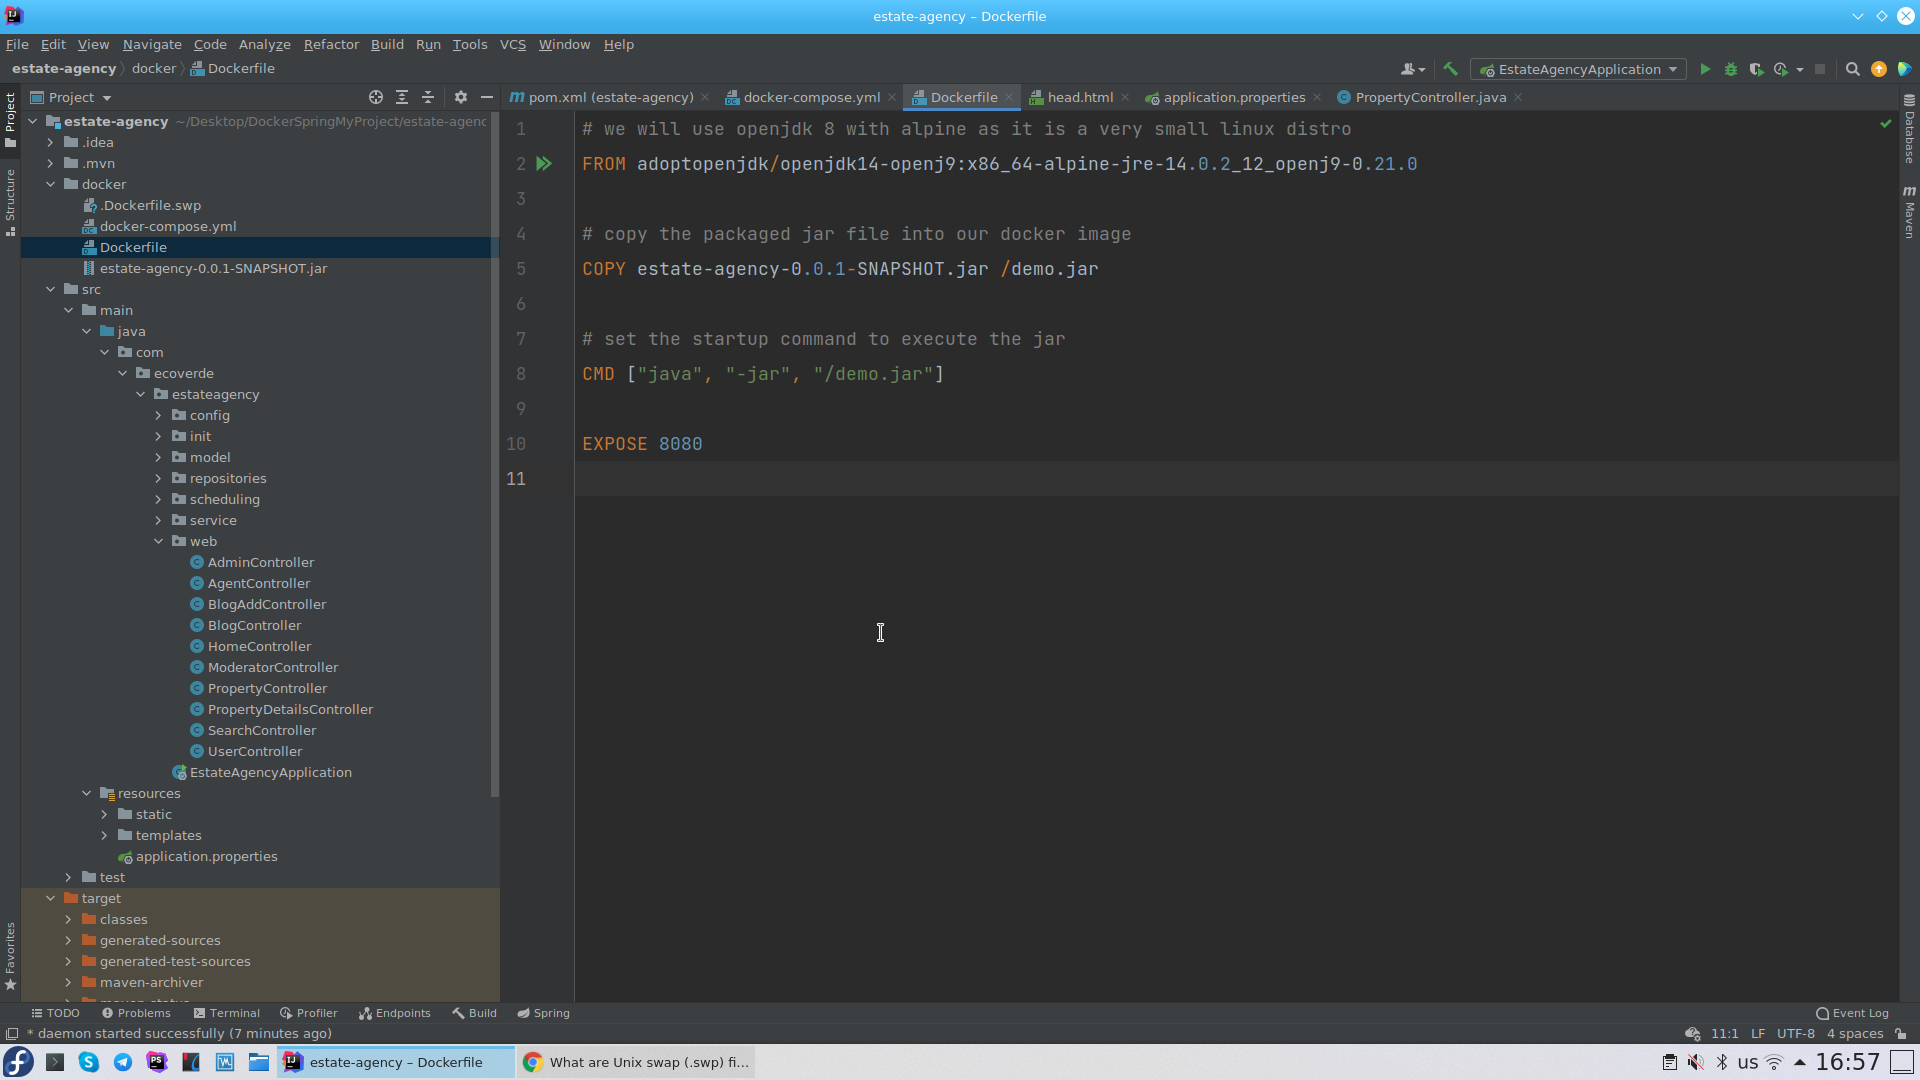 estate-agency – Dockerfile
File Edit View Navigate Code Analyze Refactor Build Run Tools VCS Window Help
estate-agency docker Dockerfile
EstateAgencyApplication
Project
pom.xml (estate-agency) docker-compose.yml Dockerfile head.html application.properties PropertyController.java
Project
Structure
Favorites
estate-agency ~/Desktop/DockerSpringMyProject/estate-agenc
.idea
.mvn
docker
.Dockerfile.swp
docker-compose.yml
Dockerfile
estate-agency-0.0.1-SNAPSHOT.jar
src
main
java
com
ecoverde
estateagency
config
init
model
repositories
scheduling
service
web
AdminController
AgentController
BlogAddController
BlogController
HomeController
ModeratorController
PropertyController
PropertyDetailsController
SearchController
UserController
EstateAgencyApplication
resources
static
templates
application.properties
test
target
classes
generated-sources
generated-test-sources
maven-archiver
1 # we will use openjdk 8 with alpine as it is a very small linux distro
2 FROM adoptopenjdk/openjdk14-openj9:x86_64-alpine-jre-14.0.2_12_openj9-0.21.0
3
4 # copy the packaged jar file into our docker image
5 COPY estate-agency-0.0.1-SNAPSHOT.jar /demo.jar
6
7 # set the startup command to execute the jar
8 CMD ["java", "-jar", "/demo.jar"]
9
10 EXPOSE 8080
11
Database
Maven
TODO Problems Terminal Profiler Endpoints Build Spring Event Log
* daemon started successfully (7 minutes ago) 11:1 LF UTF-8 4 spaces
estate-agency – Dockerfile What are Unix swap (.swp) fi... us 16:57